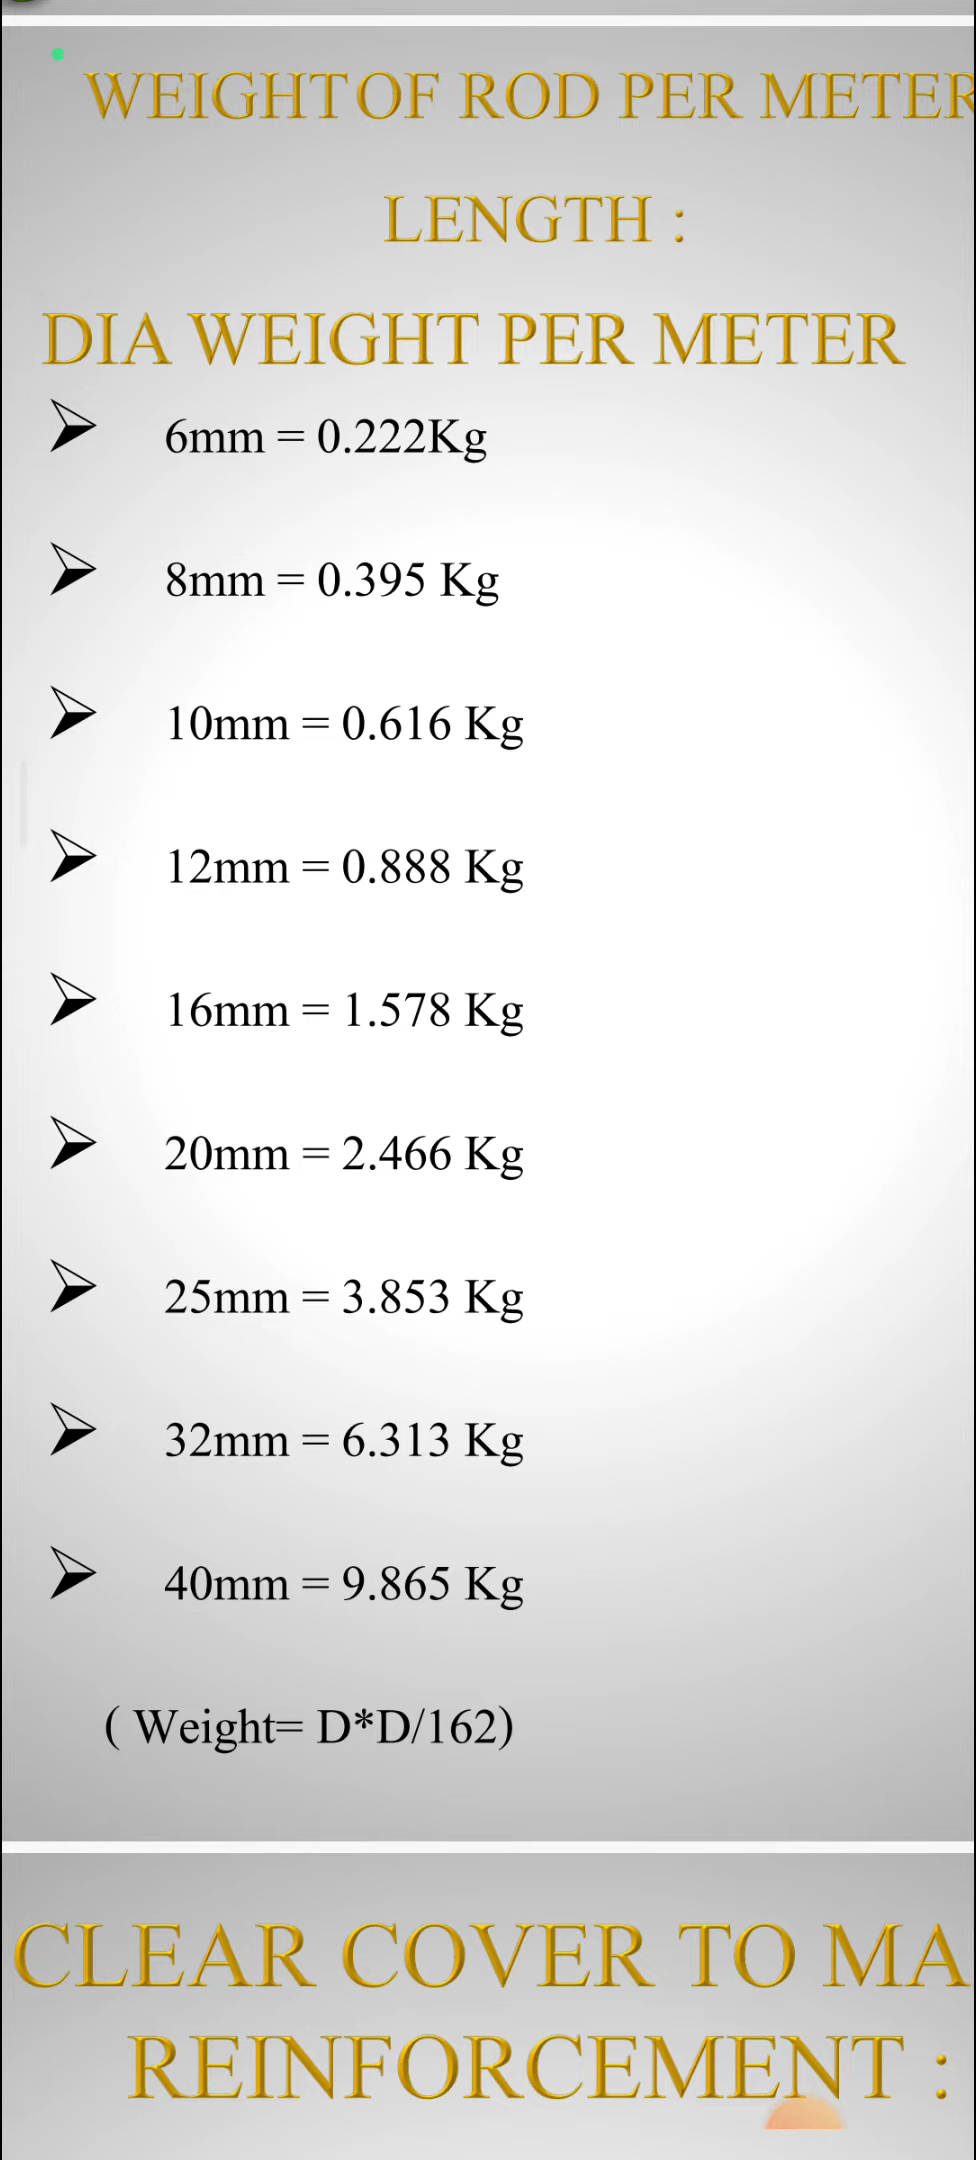 WEIGHT OF ROD PER METER
LENGTH :
DIA WEIGHT PER METER
6mm = 0.222Kg
8mm = 0.395 Kg
10mm = 0.616 Kg
12mm = 0.888 Kg
16mm = 1.578 Kg
20mm = 2.466 Kg
25mm = 3.853 Kg
32mm = 6.313 Kg
40mm = 9.865 Kg
( Weight= D*D/162)
CLEAR COVER TO MA
REINFORCEMENT :